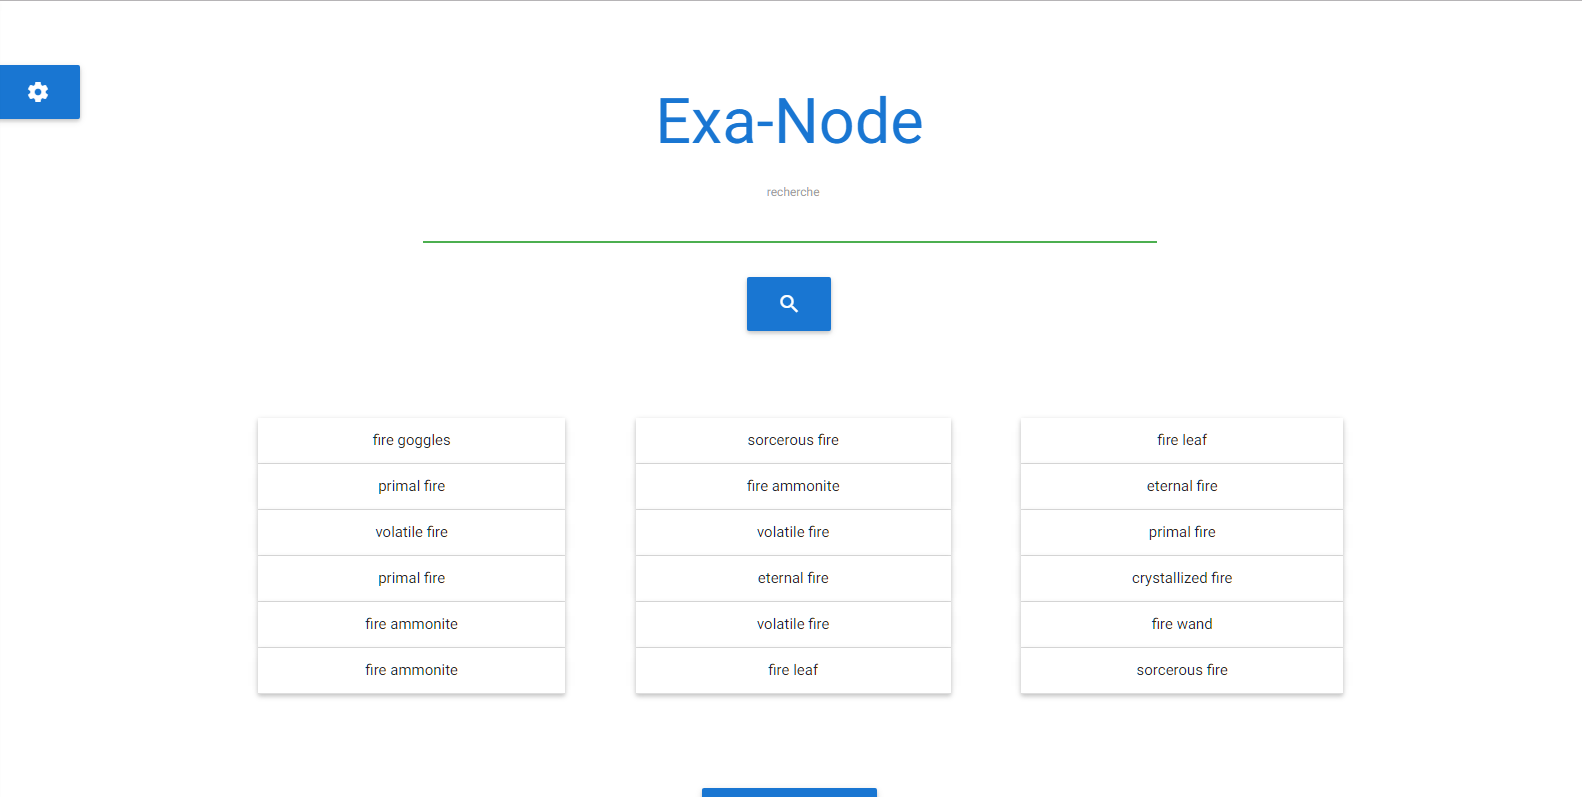 Exa-Node
recherche
fire goggles
primal fire
volatile fire
primal fire
fire ammonite
fire ammonite
sorcerous fire
fire ammonite
volatile fire
eternal fire
volatile fire
fire leaf
fire leaf
eternal fire
primal fire
crystallized fire
fire wand
sorcerous fire